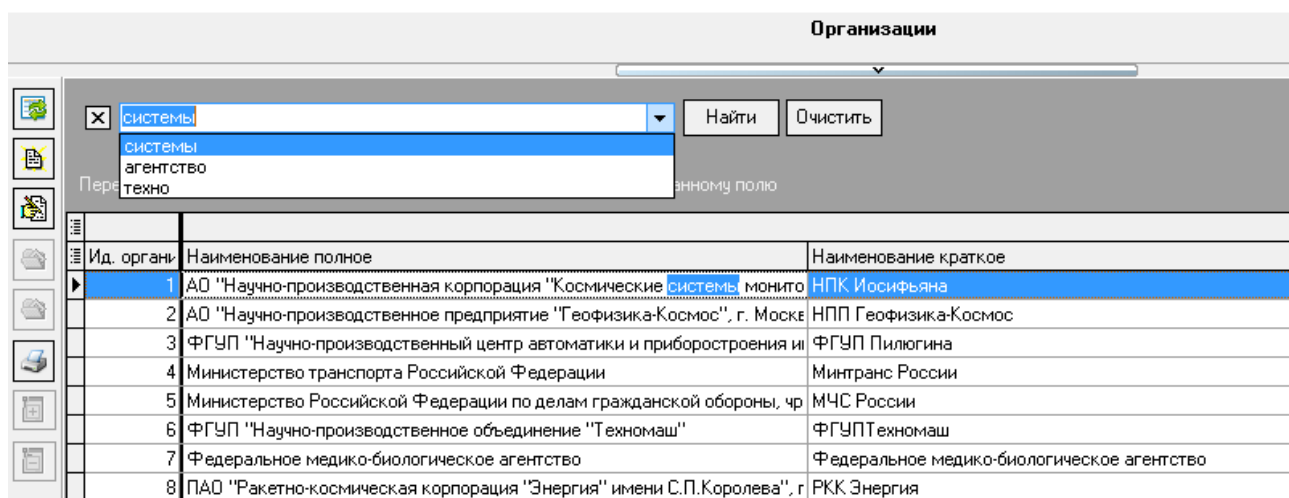 Организации
системы
Найти
Очистить
системы
агентство
техно
Пере
анному полю
Ид. органи Наименование полное Наименование краткое
1 АО "Научно-производственная корпорация "Космические системы монито НПК Иосифьяна
2 АО "Научно-производственное предприятие "Геофизика-Космос", г. Москв НПП Геофизика-Космос
3 ФГУП "Научно-производственный центр автоматики и приборостроения и ФГУП Пилюгина
4 Министерство транспорта Российской Федерации Минтранс России
5 Министерство Российской Федерации по делам гражданской обороны, чр МЧС России
6 ФГУП "Научно-производственное объединение "Техномаш" ФГУПТехномаш
7 Федеральное медико-биологическое агентство Федеральное медико-биологическое агентство
8 ПАО "Ракетно-космическая корпорация "Энергия" имени С.П.Королева", г РКК Энергия